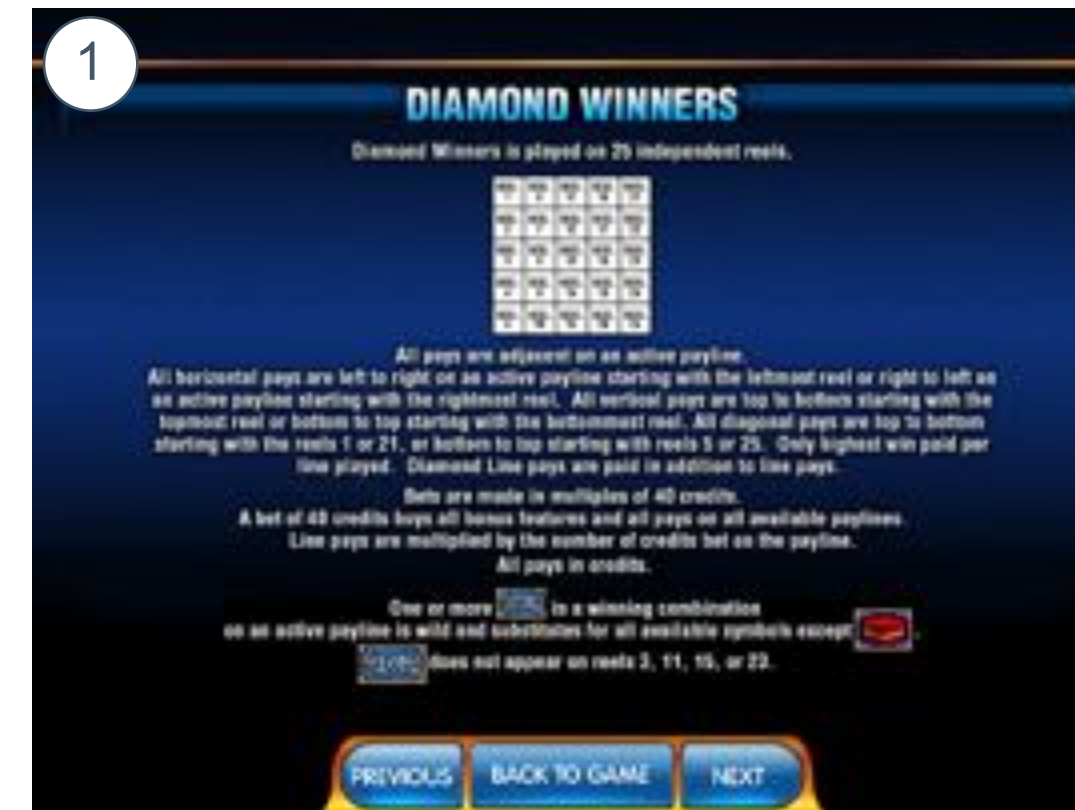 1
DIAMOND WINNERS
Diamond Winners is played on 25 independent reels.
All pays are adjacent on an active payline.
All horizontal pays are left to right on an active payline starting with the leftmost reel or right to left on
an active payline starting with the rightmost reel. All vertical pays are top to bottom starting with the
topmost reel or bottom to top starting with the bottommost reel. All diagonal pays are top to bottom
starting with the reels 1 or 21, or bottom to top starting with reels 5 or 25. Only highest win paid per
line played. Diamond Line pays are paid in addition to line pays.
Bets are made in multiples of 40 credits.
A bet of 40 credits buys all bonus features and all pays on all available paylines.
Line pays are multiplied by the number of credits bet on the payline.
All pays in credits.
One or more in a winning combination
on an active payline is wild and substitutes for all available symbols except .
does not appear on reels 3, 11, 15, or 23.
PREVIOUS
BACK TO GAME
NEXT